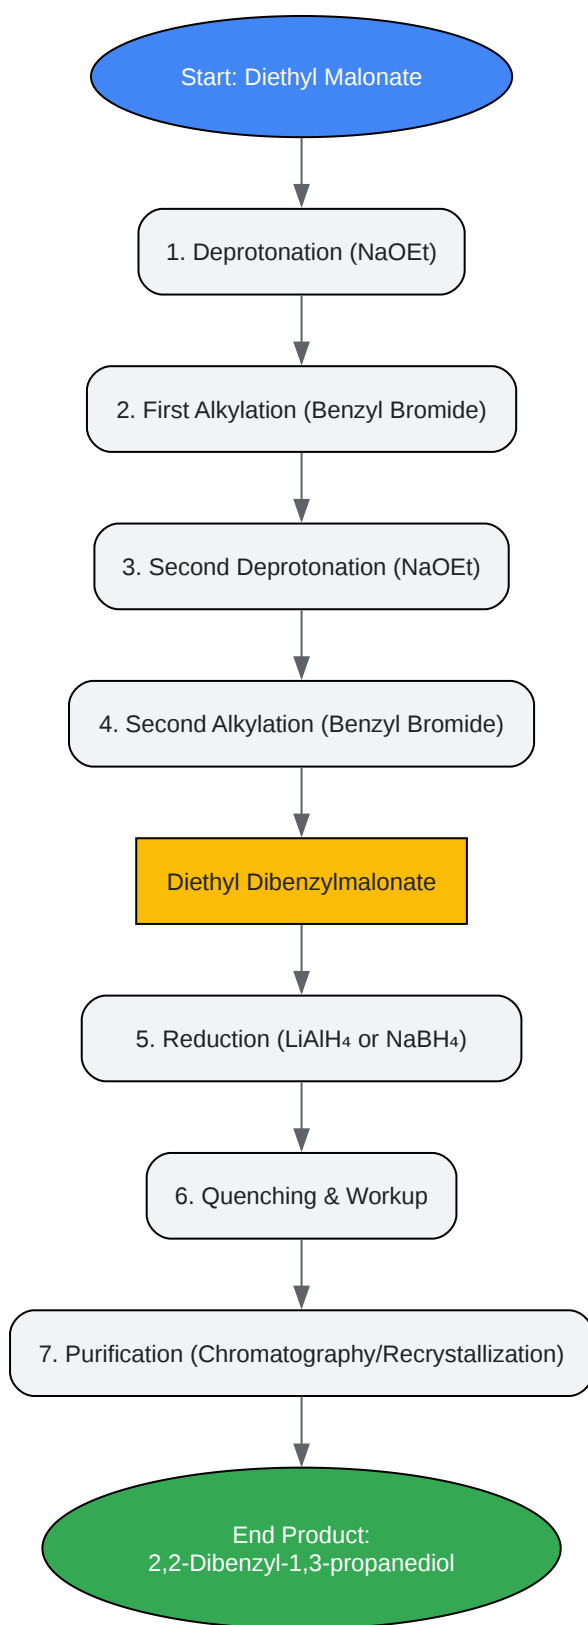 Start: Diethyl Malonate
1. Deprotonation (NaOEt)
2. First Alkylation (Benzyl Bromide)
3. Second Deprotonation (NaOEt)
4. Second Alkylation (Benzyl Bromide)
Diethyl Dibenzylmalonate
5. Reduction (LiAlH₄ or NaBH₄)
6. Quenching & Workup
7. Purification (Chromatography/Recrystallization)
End Product:
2,2-Dibenzyl-1,3-propanediol